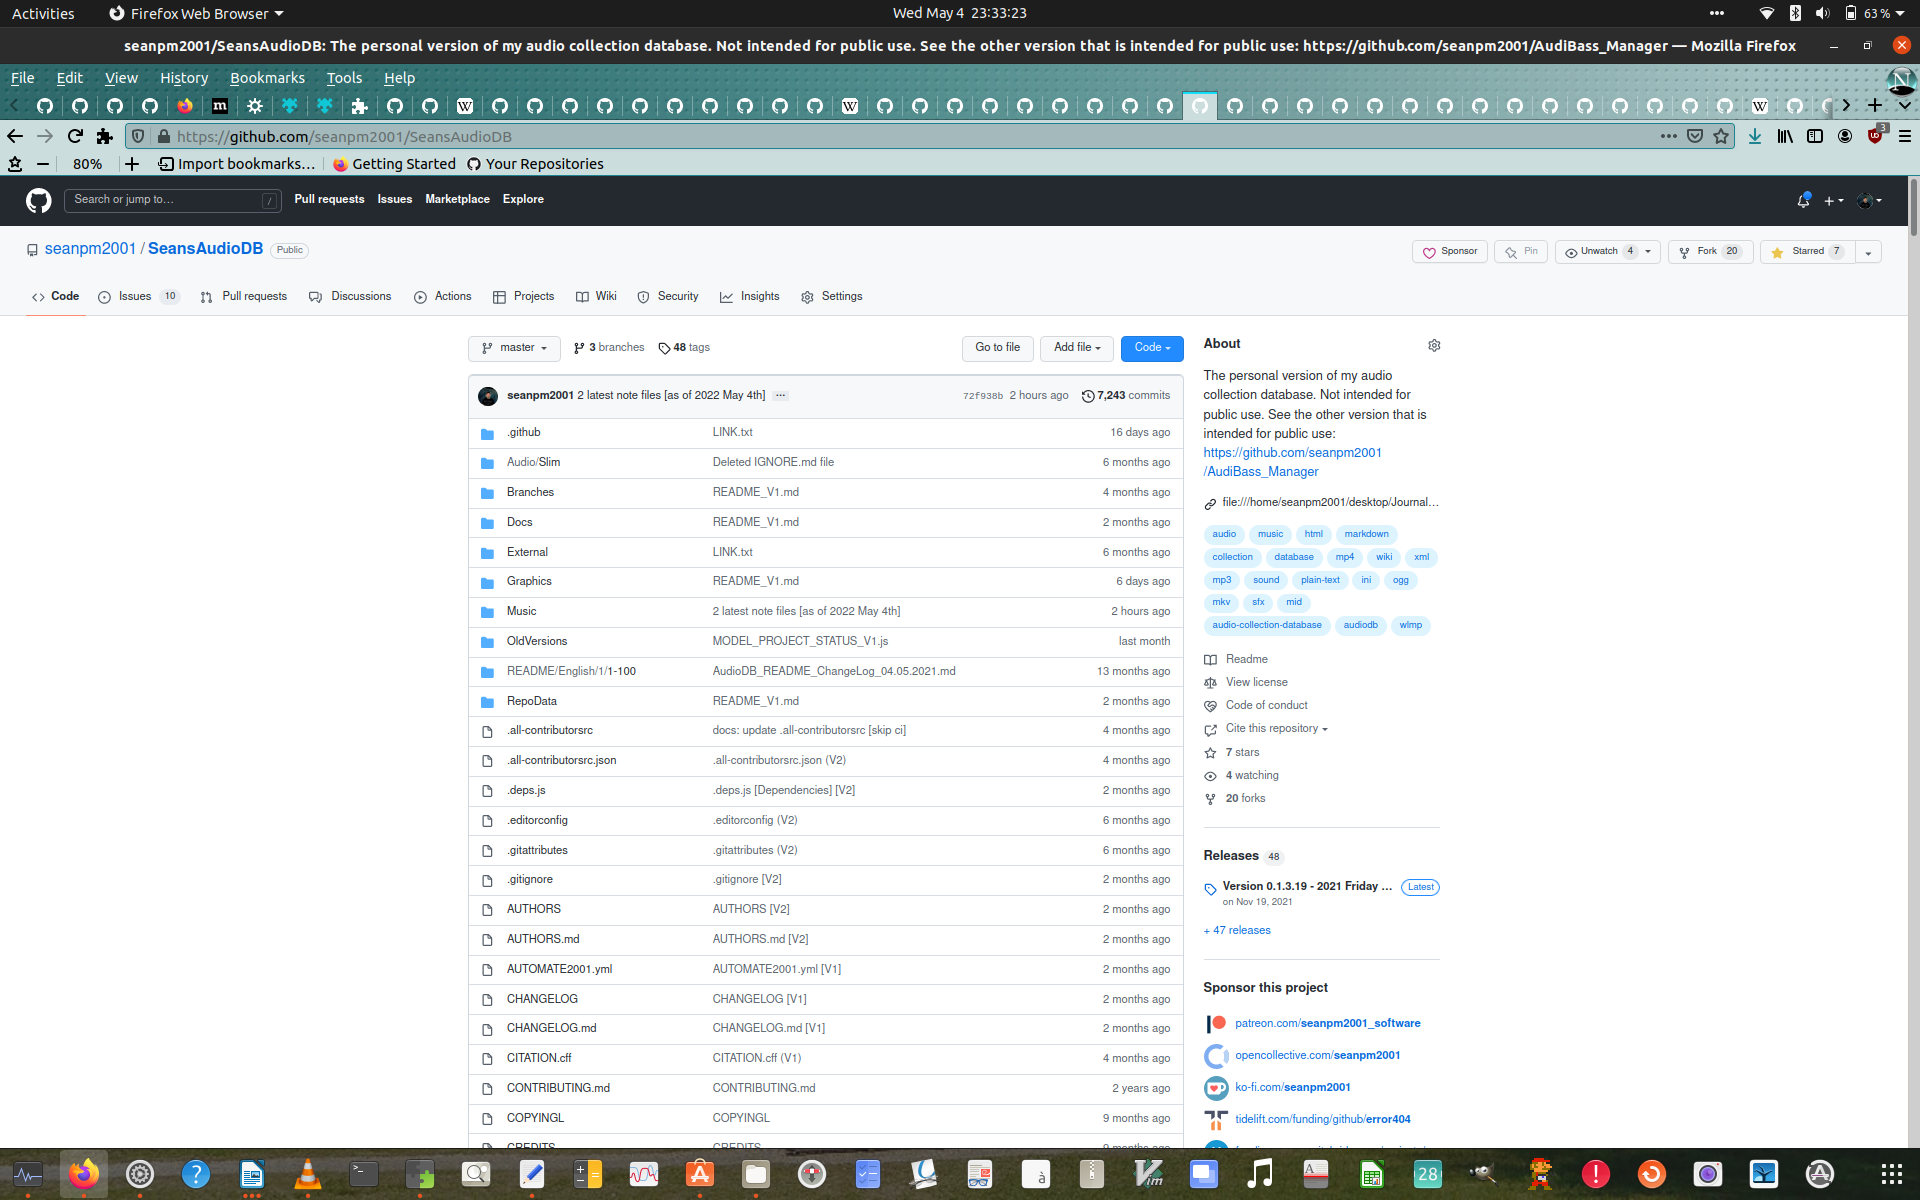 Activities Firefox Web Browser Wed May 4 23:33:23 63 %
seanpm2001/SeansAudioDB: The personal version of my audio collection database. Not intended for public use. See the other version that is intended for public use: https://github.com/seanpm2001/AudiBass_Manager — Mozilla Firefox
File Edit View History Bookmarks Tools Help
https://github.com/seanpm2001/SeansAudioDB 3
80% Import bookmarks… Getting Started Your Repositories
Search or jump to… / Pull requests Issues Marketplace Explore
seanpm2001 / SeansAudioDB Public Sponsor Pin Unwatch 4 Fork 20 Starred 7
Code Issues 10 Pull requests Discussions Actions Projects Wiki Security Insights Settings
master 3 branches 48 tags Go to file Add file Code
seanpm2001 2 latest note files [as of 2022 May 4th] ... 72f938b 2 hours ago 7,243 commits
.github LINK.txt 16 days ago
Audio/Slim Deleted IGNORE.md file 6 months ago
Branches README_V1.md 4 months ago
Docs README_V1.md 2 months ago
External LINK.txt 6 months ago
Graphics README_V1.md 6 days ago
Music 2 latest note files [as of 2022 May 4th] 2 hours ago
OldVersions MODEL_PROJECT_STATUS_V1.js last month
README/English/1/1-100 AudioDB_README_ChangeLog_04.05.2021.md 13 months ago
RepoData README_V1.md 2 months ago
.all-contributorsrc docs: update .all-contributorsrc [skip ci] 4 months ago
.all-contributorsrc.json .all-contributorsrc.json (V2) 4 months ago
.deps.js .deps.js [Dependencies] [V2] 2 months ago
.editorconfig .editorconfig (V2) 6 months ago
.gitattributes .gitattributes (V2) 6 months ago
.gitignore .gitignore [V2] 2 months ago
AUTHORS AUTHORS [V2] 2 months ago
AUTHORS.md AUTHORS.md [V2] 2 months ago
AUTOMATE2001.yml AUTOMATE2001.yml [V1] 2 months ago
CHANGELOG CHANGELOG [V1] 2 months ago
CHANGELOG.md CHANGELOG.md [V1] 2 months ago
CITATION.cff CITATION.cff (V1) 4 months ago
CONTRIBUTING.md CONTRIBUTING.md 2 years ago
COPYINGL COPYINGL 9 months ago
CREDITS CREDITS 9 months ago
About
The personal version of my audio
collection database. Not intended for
public use. See the other version that is
intended for public use:
https://github.com/seanpm2001
/AudiBass_Manager
file:///home/seanpm2001/desktop/Journal…
audio music html markdown
collection database mp4 wiki xml
mp3 sound plain-text ini ogg
mkv sfx mid
audio-collection-database audiodb wlmp
Readme
View license
Code of conduct
Cite this repository
7 stars
4 watching
20 forks
Releases 48
Version 0.1.3.19 - 2021 Friday ... Latest
on Nov 19, 2021
+ 47 releases
Sponsor this project
patreon.com/seanpm2001_software
opencollective.com/seanpm2001
ko-fi.com/seanpm2001
tidelift.com/funding/github/error404
28